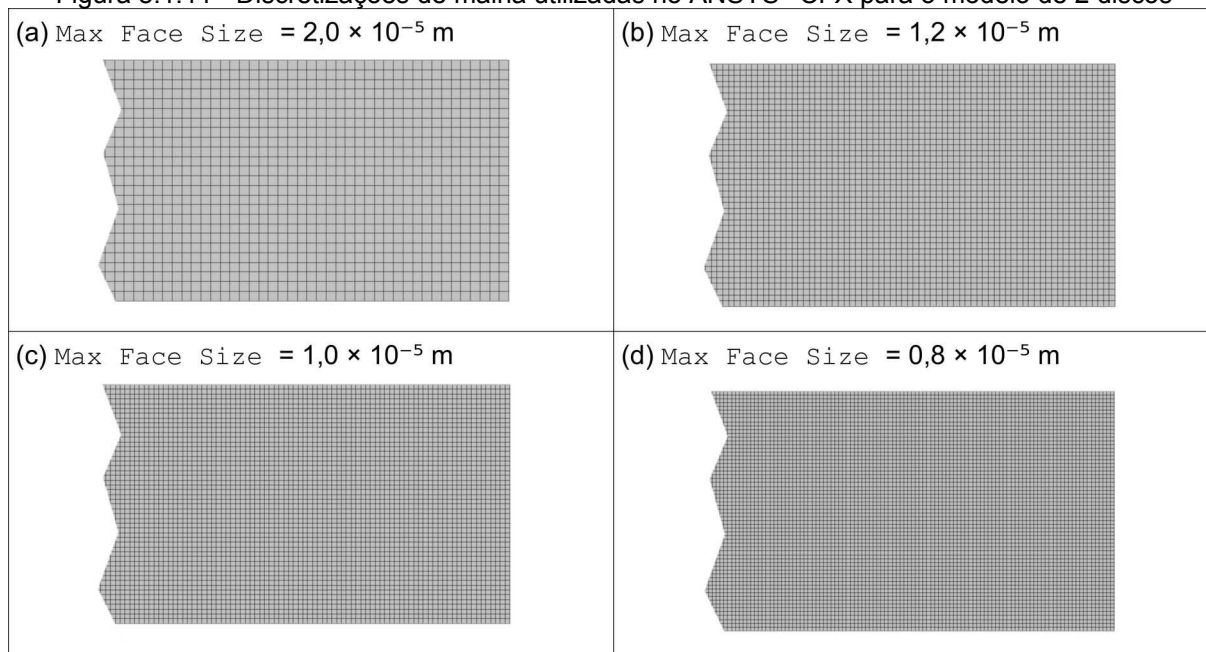 Discretizações de malha utilizadas no ANSYS CFX para o modelo de 2 discos
(a) Max Face Size = 2,0 × 10⁻⁵ m
(b) Max Face Size = 1,2 × 10⁻⁵ m
(c) Max Face Size = 1,0 × 10⁻⁵ m
(d) Max Face Size = 0,8 × 10⁻⁵ m